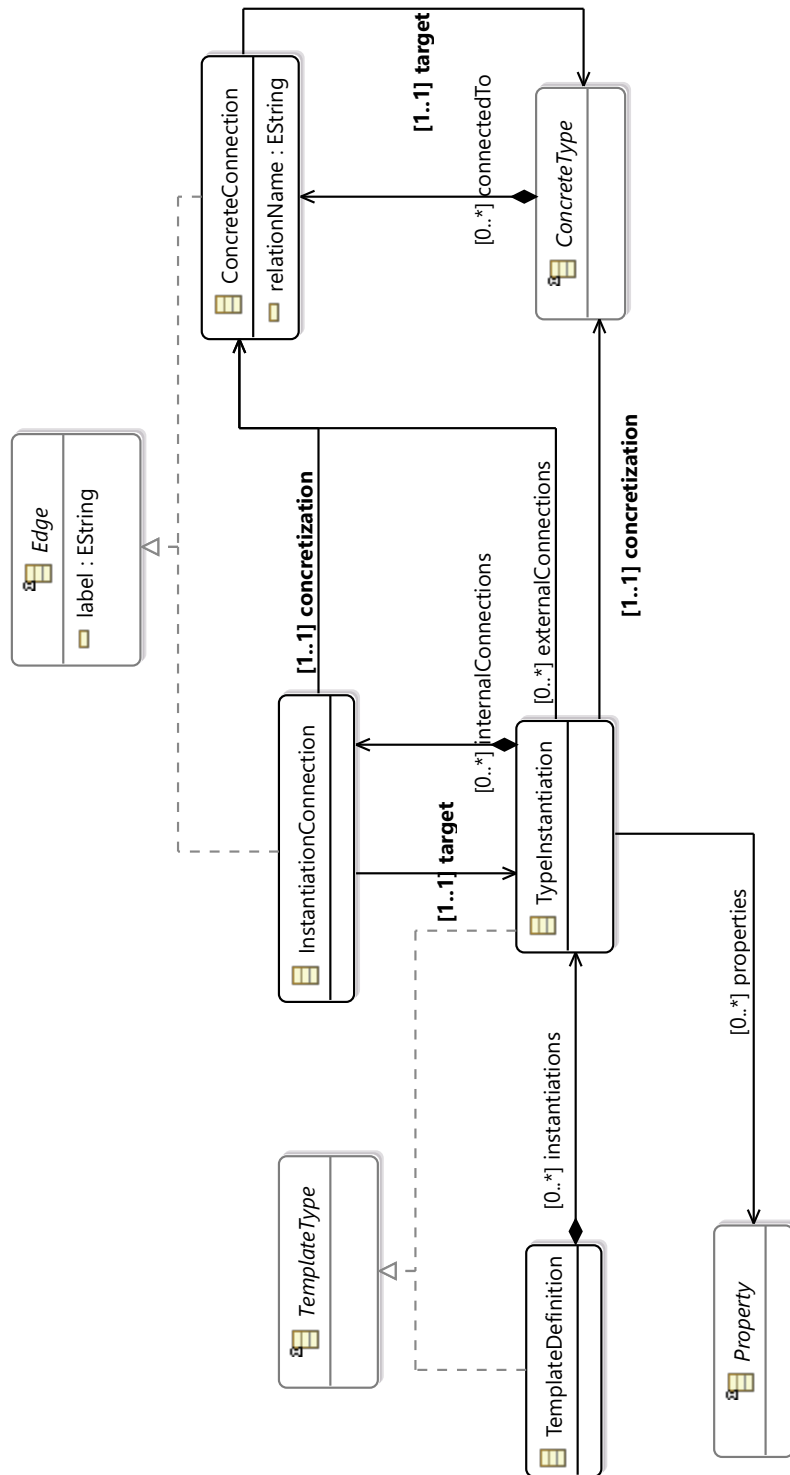 Edge
label : EString
ConcreteConnection
relationName : EString
[1..1] target
[0..*] connectedTo
ConcreteType
InstantiationConnection
[1..1] concretization
[0..*] internalConnections
[0..*] externalConnections
[1..1] concretization
[1..1] target
TypeInstantiation
TemplateType
[0..*] instantiations
[0..*] properties
TemplateDefinition
Property